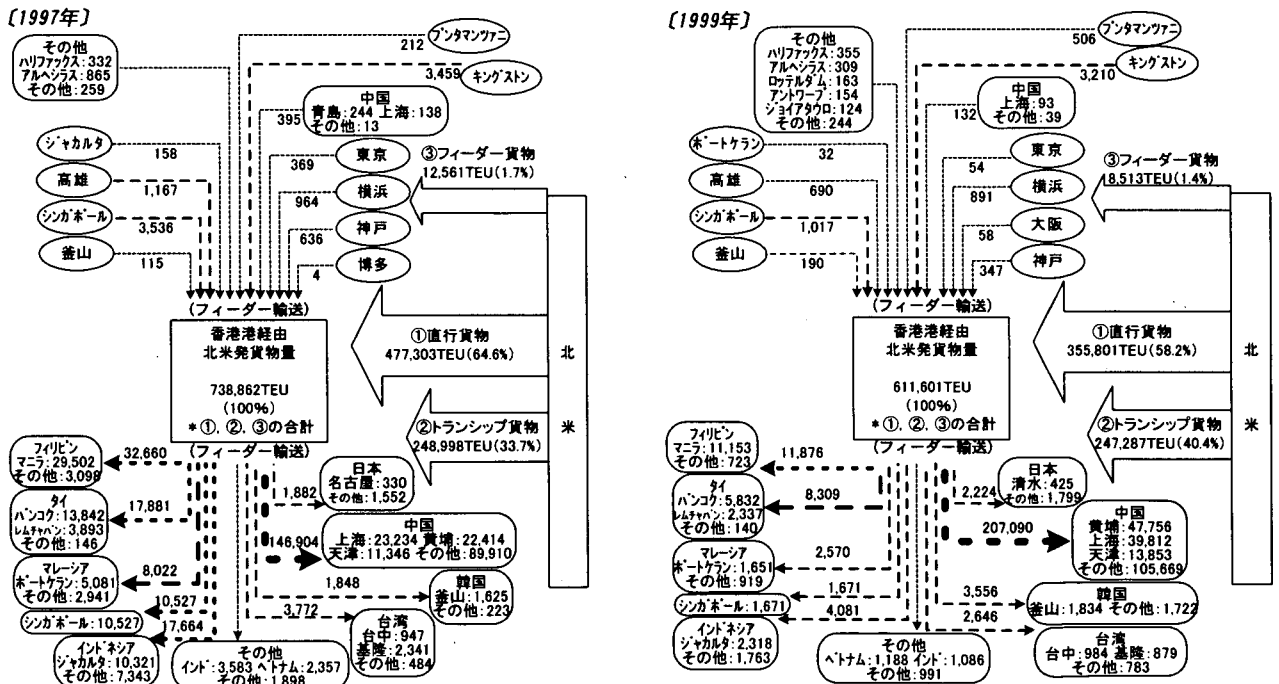 〔1997年〕
その他
ハリファックス:332
アルヘシラス:865
その他:259
212
プンタマンツァニ
3,459
キングストン
中国
青島:244 上海:138
その他:13
395
ジャカルタ
158
高雄
1,167
シンガポール
3,536
釜山
115
369
東京
964
横浜
636
神戸
4
博多
③フィーダー貨物
12,561TEU(1.7%)
(フィーダー輸送)
香港港経由
北米発貨物量
738,862TEU
(100%)
*①、②、③の合計
(フィーダー輸送)
①直行貨物
477,303TEU(64.6%)
②トランシップ貨物
248,998TEU(33.7%)
北
米
フィリピン
マニラ:29,502
その他:3,098
32,660
タイ
バンコク:13,842
レムチャバン:3,893
その他:146
17,881
マレーシア
ポートケラン:5,081
その他:2,941
8,022
10,527
シンガポール:10,527
17,664
インドネシア
ジャカルタ:10,321
その他:7,343
その他
インド:3,583 ベトナム:2,357
その他:1,898
1,882
日本
名古屋:330
その他:1,552
146,904
中国
上海:23,234 黄埔:22,414
天津:11,346 その他:89,910
1,848
韓国
釜山:1,625
その他:223
3,772
台湾
台中:947
基隆:2,341
その他:484
〔1999年〕
その他
ハリファックス:355
アルヘシラス:309
ロッテルダム:163
アントワープ:154
ジョイアタウロ:124
その他:244
506
プンタマンツァニ
3,210
キングストン
中国
上海:93
その他:39
132
ポートケラン
32
高雄
690
シンガポール
1,017
釜山
190
54
東京
891
横浜
58
大阪
347
神戸
③フィーダー貨物
8,513TEU(1.4%)
(フィーダー輸送)
香港港経由
北米発貨物量
611,601TEU
(100%)
*①、②、③の合計
(フィーダー輸送)
①直行貨物
355,801TEU(58.2%)
②トランシップ貨物
247,287TEU(40.4%)
北
米
フィリピン
マニラ:11,153
その他:723
11,876
タイ
バンコク:5,832
レムチャバン:2,337
その他:140
8,309
マレーシア
ポートケラン:1,651
その他:919
2,570
1,671
シンガポール:1,671
4,081
インドネシア
ジャカルタ:2,318
その他:1,763
その他
ベトナム:1,188 インド:1,086
その他:991
2,224
日本
清水:425
その他:1,799
207,090
中国
黄埔:47,756
上海:39,812
天津:13,853
その他:105,669
3,556
韓国
釜山:1,834 その他:1,722
2,646
台湾
台中:984 基隆:879
その他:783